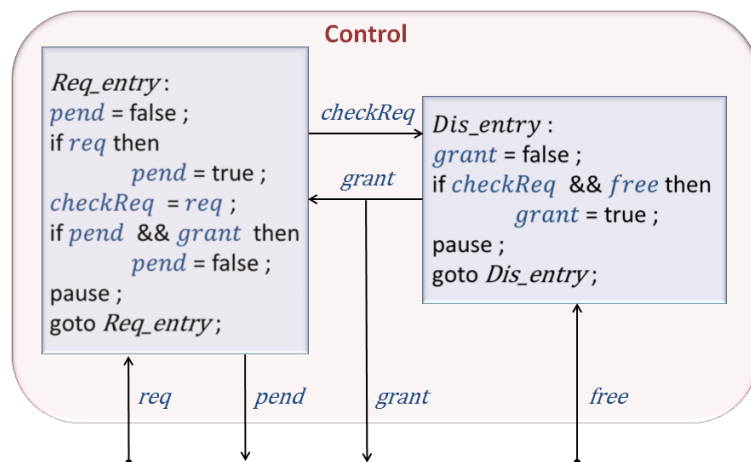 Control
Req_entry :
pend = false ;
if req then
pend = true ;
checkReq = req ;
if pend && grant then
pend = false ;
pause ;
goto Req_entry ;
checkReq
grant
Dis_entry :
grant = false ;
if checkReq && free then
grant = true ;
pause ;
goto Dis_entry ;
req
pend
grant
free